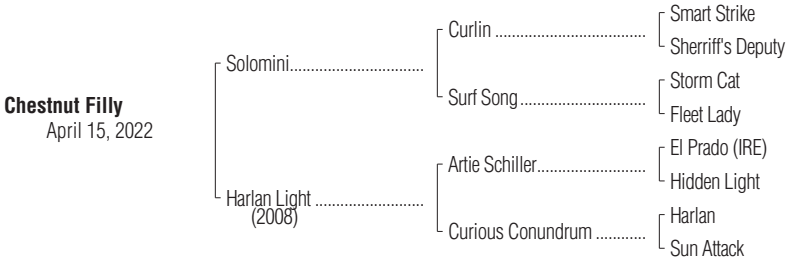 Chestnut Filly
April 15, 2022
Solomini..............................
Harlan Light ........................
(2008)
Curlin ..................................
Surf Song.............................
Artie Schiller.........................
Curious Conundrum ...........
Smart Strike
Sherriff's Deputy
Storm Cat
Fleet Lady
El Prado (IRE)
Hidden Light
Harlan
Sun Attack